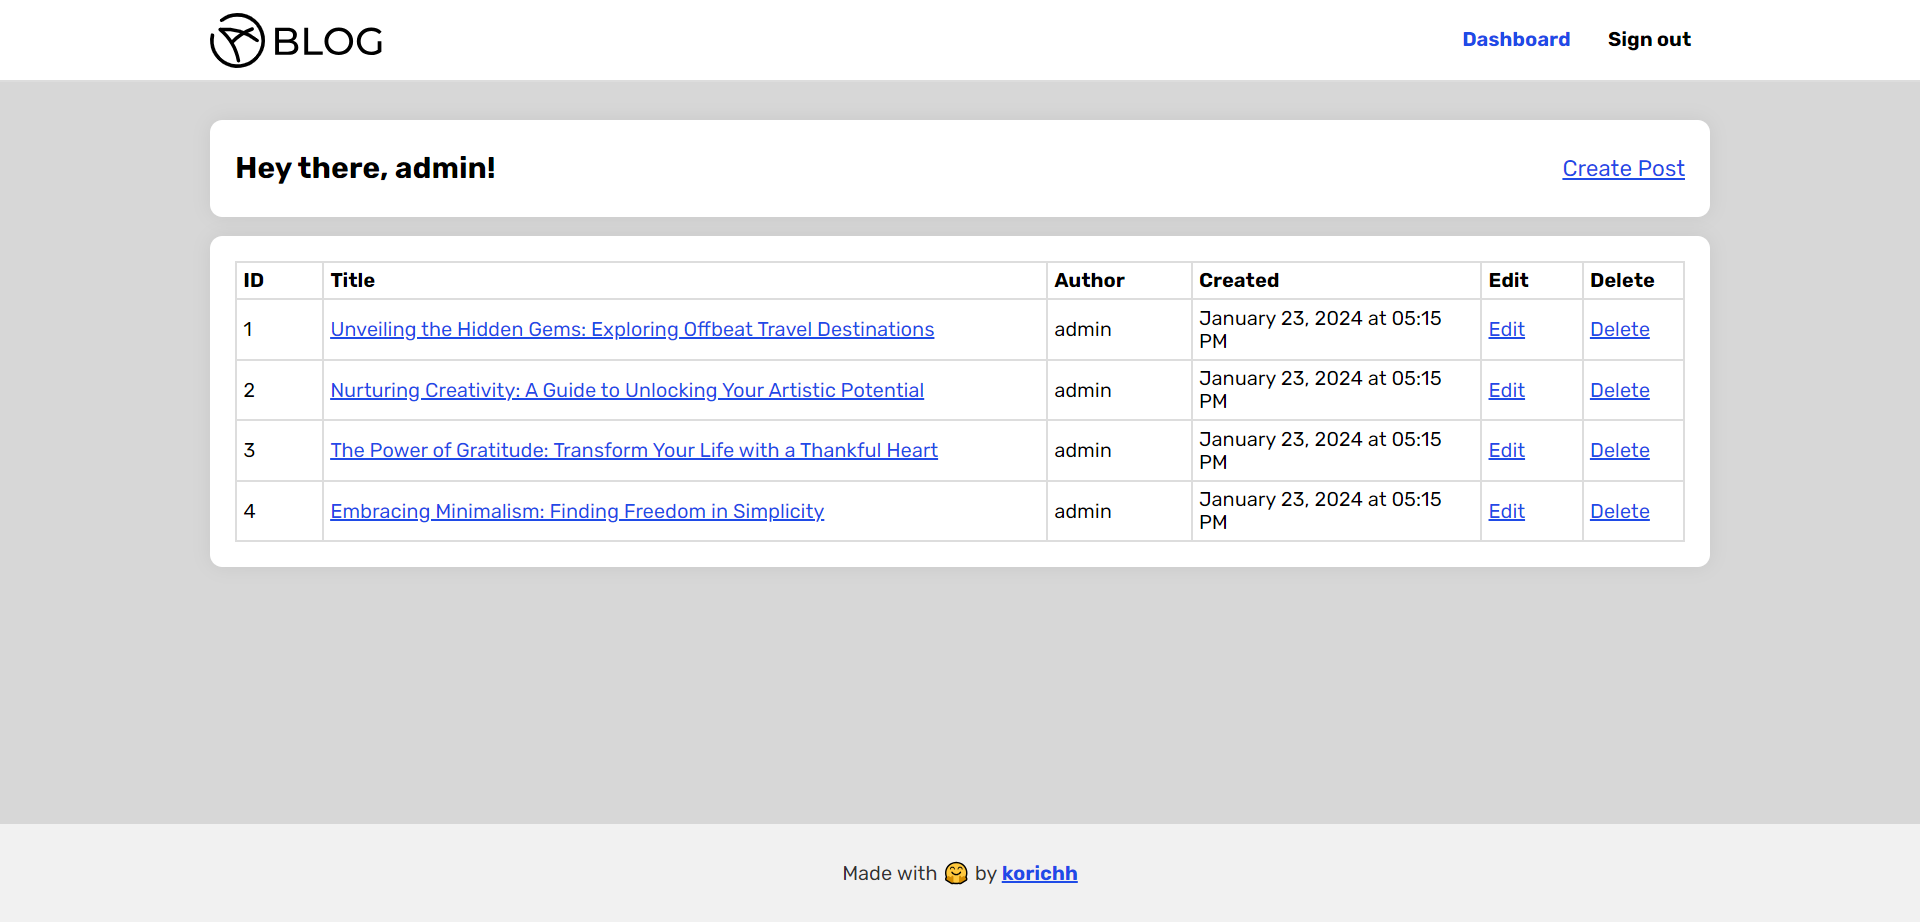 BLOG
Dashboard Sign out
Hey there, admin!
Create Post
ID Title Author Created Edit Delete
1 Unveiling the Hidden Gems: Exploring Offbeat Travel Destinations admin January 23, 2024 at 05:15
PM Edit Delete
2 Nurturing Creativity: A Guide to Unlocking Your Artistic Potential admin January 23, 2024 at 05:15
PM Edit Delete
3 The Power of Gratitude: Transform Your Life with a Thankful Heart admin January 23, 2024 at 05:15
PM Edit Delete
4 Embracing Minimalism: Finding Freedom in Simplicity admin January 23, 2024 at 05:15
PM Edit Delete
Made with 🤗 by korichh